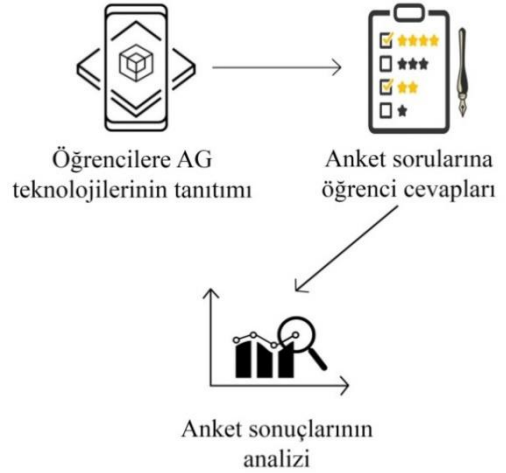 Öğrencilere AG
teknolojilerinin tanıtımı
Anket sorularına
öğrenci cevapları
Anket sonuçlarının
analizi